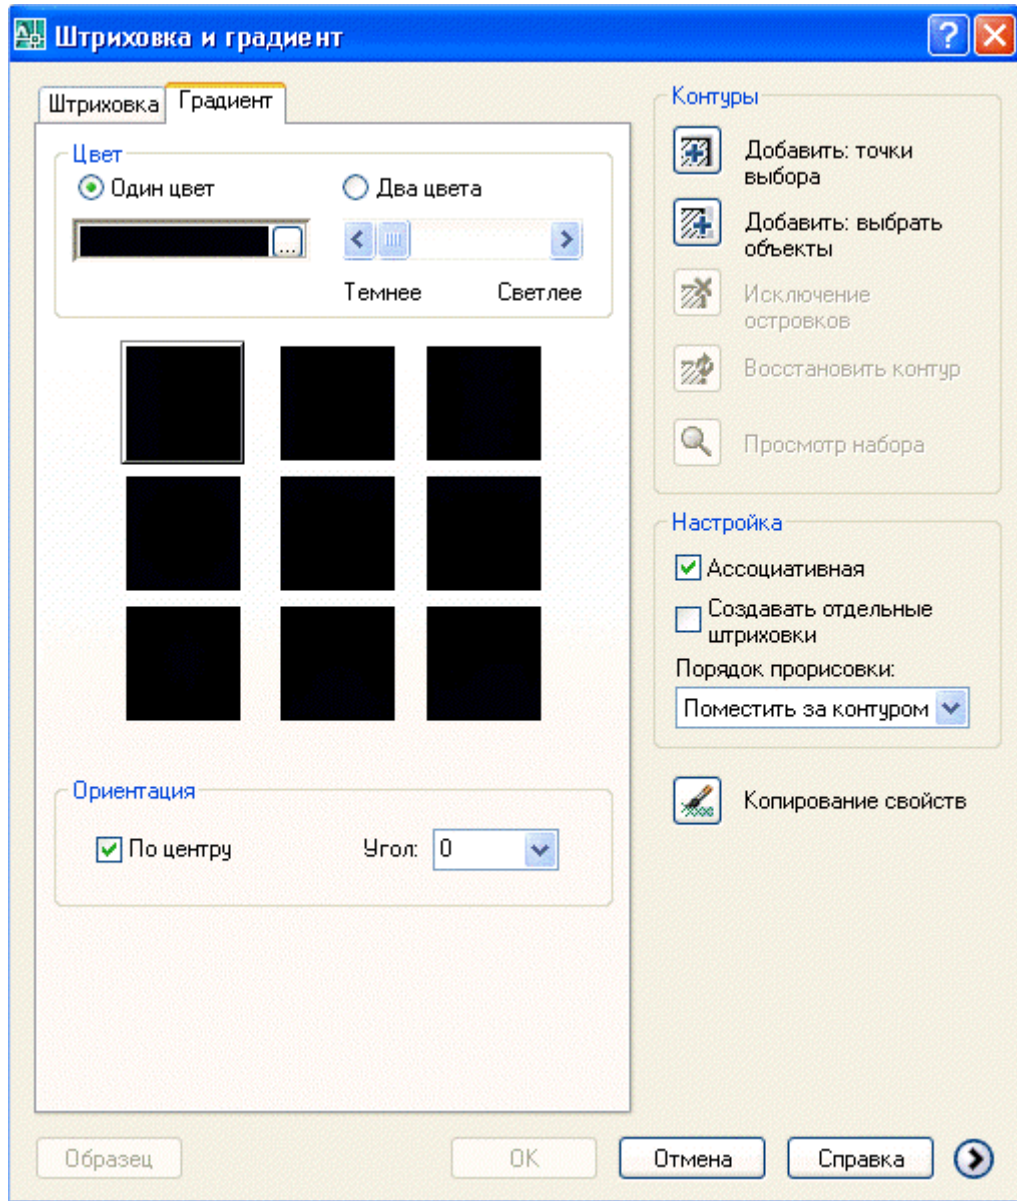 Штриховка и градиент
Штриховка
Градиент
Цвет
Один цвет
Два цвета
...
Темнее
Светлее
Ориентация
По центру
Угол:
0
Контуры
Добавить: точки
выбора
Добавить: выбрать
объекты
Исключение
островков
Восстановить контур
Просмотр набора
Настройка
Ассоциативная
Создавать отдельные
штриховки
Порядок прорисовки:
Поместить за контуром
Копирование свойств
Образец
OK
Отмена
Справка